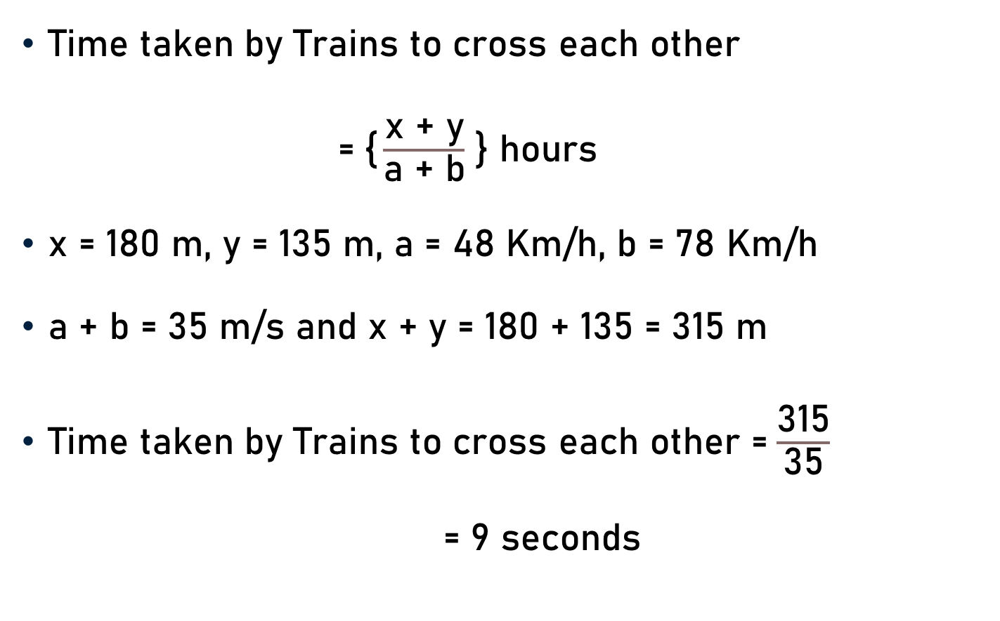 • Time taken by Trains to cross each other
= {(x + y)/(a + b)} hours
• x = 180 m, y = 135 m, a = 48 Km/h, b = 78 Km/h
• a + b = 35 m/s and x + y = 180 + 135 = 315 m
• Time taken by Trains to cross each other = 315/35
= 9 seconds